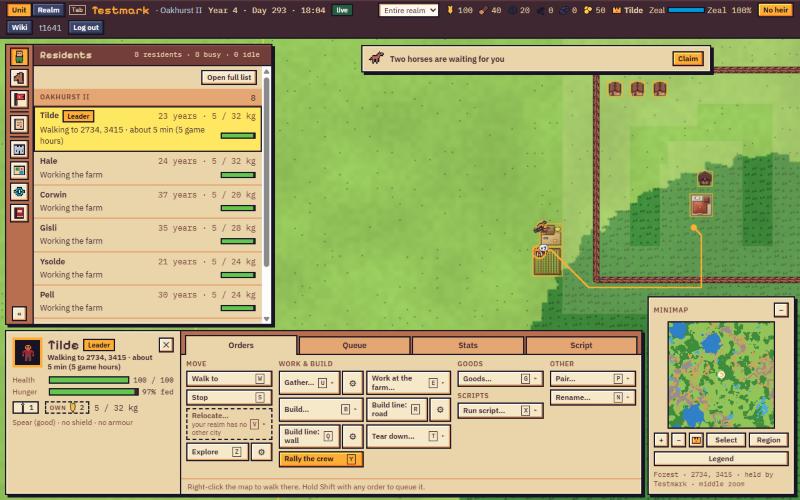 Unit Realm Tab Testmark - Oakhurst II Year 4 - Day 293 - 18:04 live Entire realm 100 40 20 0 0 50 Tilde Zeal Zeal 100% No heir
Wiki t1641 Log out
Residents 8 residents · 8 busy · 0 idle
Open full list
OAKHURST II 8
Tilde Leader 23 years · 5 / 32 kg
Walking to 2734, 3415 · about 5 min (5 game
hours)
Hale 24 years · 5 / 32 kg
Working the farm
Corwin 37 years · 5 / 20 kg
Working the farm
Gisli 35 years · 5 / 28 kg
Working the farm
Ysolde 21 years · 5 / 24 kg
Working the farm
Pell 30 years · 5 / 24 kg
Working the farm
«
Two horses are waiting for you Claim
Tilde Leader
Walking to 2734, 3415 · about
5 min (5 game hours)
Health 100 / 100
Hunger 97% fed
1 OWN 2 5 / 32 kg
Spear (good) · no shield · no armour
Orders Queue Stats Script
MOVE
Walk to W
Stop S
Relocate...
your realm has no
other city
V
Explore Z
WORK & BUILD
Gather... U
Work at the
farm...
E
Build... B
Build line:
road
R
Build line:
wall
Q
Tear down... T
Rally the crew Y
GOODS
Goods... G
SCRIPTS
Run script... X
OTHER
Pair... P
Rename... N
Right-click the map to walk there. Hold Shift with any order to queue it.
MINIMAP
+ − Select Region
Legend
Forest · 2734, 3415 · held by
Testmark · middle zoom